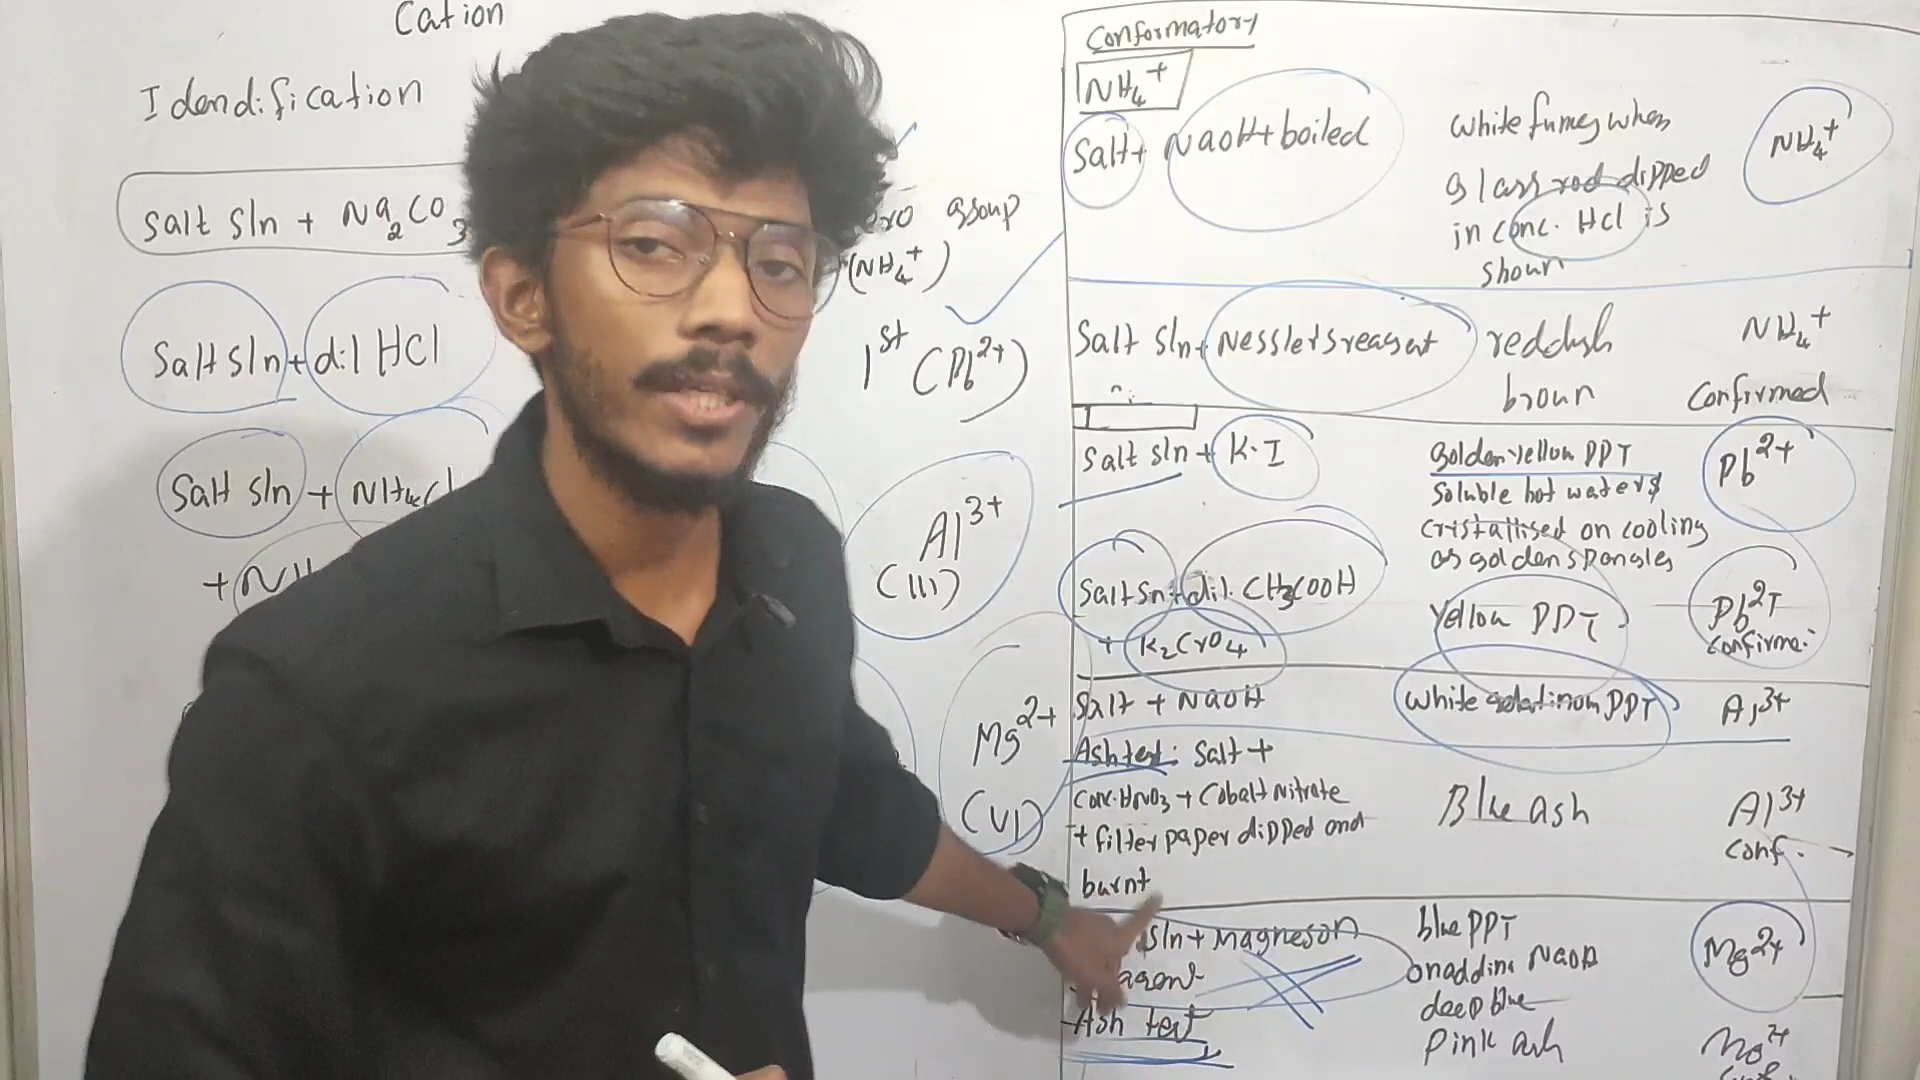 Cation
Idendification
Salt sln + Na2CO3
Salt sln + dil HCl
Salt sln + NH4Cl
+ NH
ero group
(NH4+)
1st (Pb2+)
Al3+
(III)
Mg2+
(VI)
Conformatory
NH4+
Salt + NaOH + boiled
white fumes when
glass rod dipped
in conc. HCl is
shown
NH4+
Salt sln + Nessler's reagent
reddish
brown
NH4+
Confirmed
Salt sln + K.I
Golden yellow PPT
Soluble hot water &
cristallised on cooling
as golden spangles
Pb2+
Salt sn + dil. CH3COOH
+ K2CrO4
Yellow PPT
Pb2+
Confirme.
Salt + NaOH
White gelatinous PPT
Al3+
Ash test: Salt +
Conc. HNO3 + Cobalt Nitrate
+ filter paper dipped and
burnt
Blue ash
Al3+
Conf.
sln + Magneson
agent
blue PPT
on adding NaOH
deep blue
Mg2+
Ash test
Pink ash
Mg2+